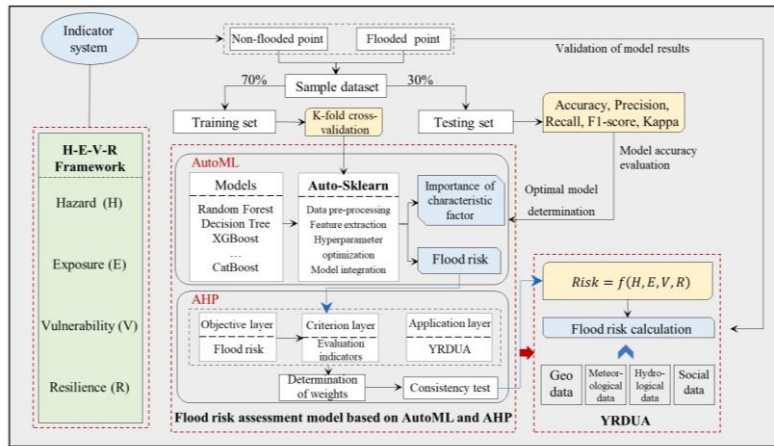 Indicator
system
Non-flooded point
Flooded point
Validation of model results
70%
Sample dataset
30%
Training set
K-fold cross-
validation
Testing set
Accuracy, Precision,
Recall, F1-score, Kappa
Model accuracy
evaluation
Optimal model
determination
H-E-V-R
Framework
Hazard (H)
Exposure (E)
Vulnerability (V)
Resilience (R)
AutoML
Models
Random Forest
Decision Tree
XGBoost
…
CatBoost
Auto-Sklearn
Data pre-processing
Feature extraction
Hyperparameter
optimization
Model integration
Importance of
characteristic
factor
Flood risk
AHP
Objective layer
Flood risk
Criterion layer
Evaluation
indicators
Application layer
YRDUA
Determination
of weights
Consistency test
Flood risk assessment model based on AutoML and AHP
Risk = f(H, E, V, R)
Flood risk calculation
Geo
data
Meteor-
ological
data
Hydro-
logical
data
Social
data
YRDUA